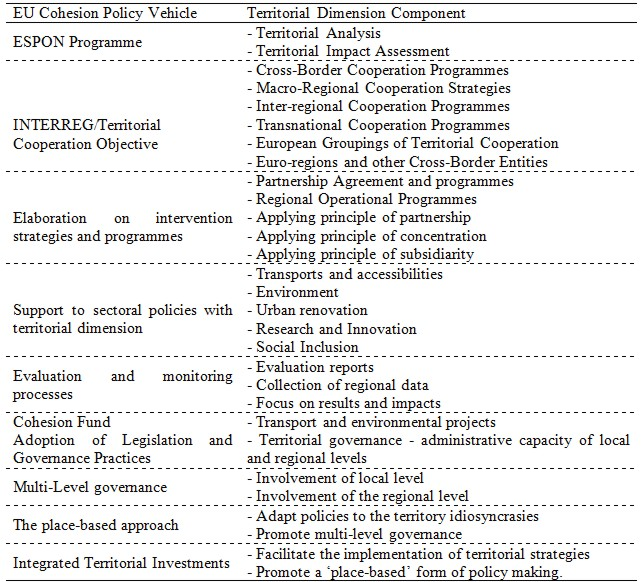 EU Cohesion Policy Vehicle Territorial Dimension Component
ESPON Programme
- Territorial Analysis
- Territorial Impact Assessment
INTERREG/Territorial
Cooperation Objective
- Cross-Border Cooperation Programmes
- Macro-Regional Cooperation Strategies
- Inter-regional Cooperation Programmes
- Transnational Cooperation Programmes
- European Groupings of Territorial Cooperation
- Euro-regions and other Cross-Border Entities
Elaboration on intervention
strategies and programmes
- Partnership Agreement and programmes
- Regional Operational Programmes
- Applying principle of partnership
- Applying principle of concentration
- Applying principle of subsidiarity
Support to sectoral policies with
territorial dimension
- Transports and accessibilities
- Environment
- Urban renovation
- Research and Innovation
- Social Inclusion
Evaluation and monitoring
processes
- Evaluation reports
- Collection of regional data
- Focus on results and impacts
Cohesion Fund
Adoption of Legislation and
Governance Practices
- Transport and environmental projects
- Territorial governance - administrative capacity of local
and regional levels
Multi-Level governance
- Involvement of local level
- Involvement of the regional level
The place-based approach
- Adapt policies to the territory idiosyncrasies
- Promote multi-level governance
Integrated Territorial Investments
- Facilitate the implementation of territorial strategies
- Promote a ‘place-based’ form of policy making.